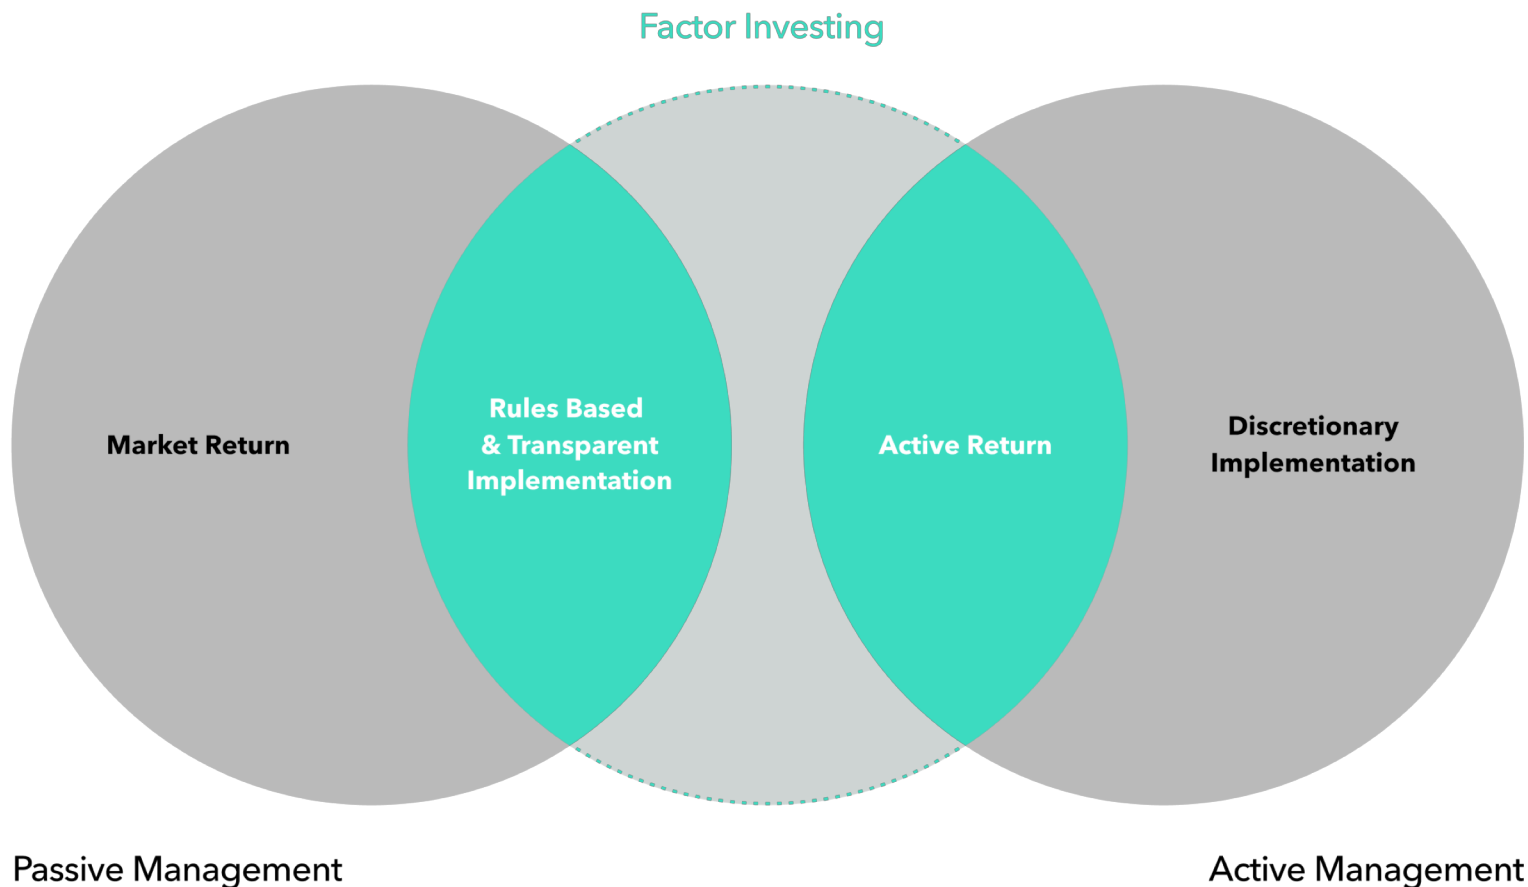 Factor Investing
Market Return
Rules Based
& Transparent
Implementation
Active Return
Discretionary
Implementation
Passive Management
Active Management